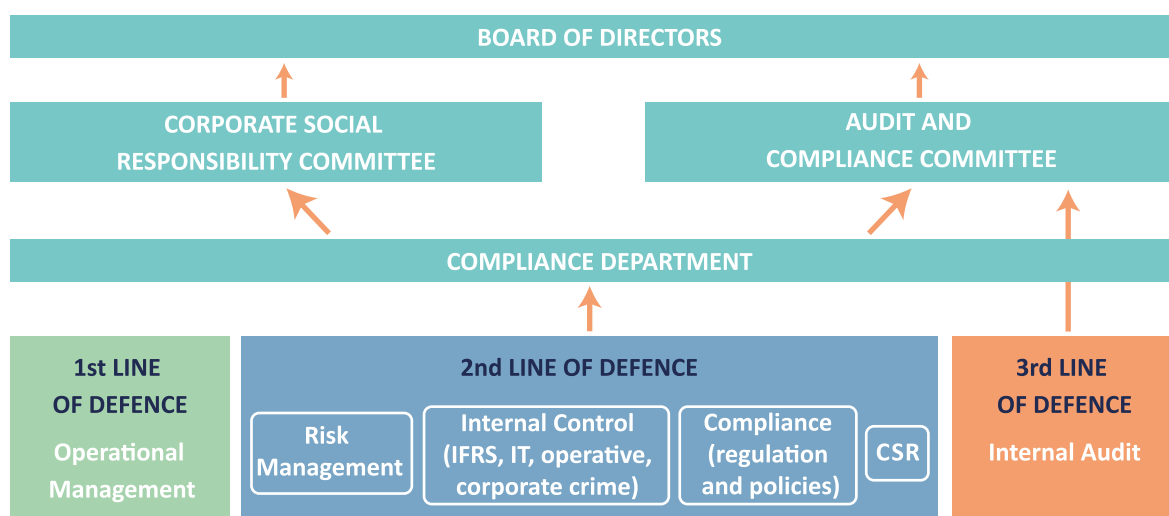 BOARD OF DIRECTORS
CORPORATE SOCIAL
RESPONSIBILITY COMMITTEE
AUDIT AND
COMPLIANCE COMMITTEE
COMPLIANCE DEPARTMENT
1st LINE
OF DEFENCE
Operational
Management
2nd LINE OF DEFENCE
Risk
Management
Internal Control
(IFRS, IT, operative,
corporate crime)
Compliance
(regulation
and policies)
CSR
3rd LINE
OF DEFENCE
Internal Audit